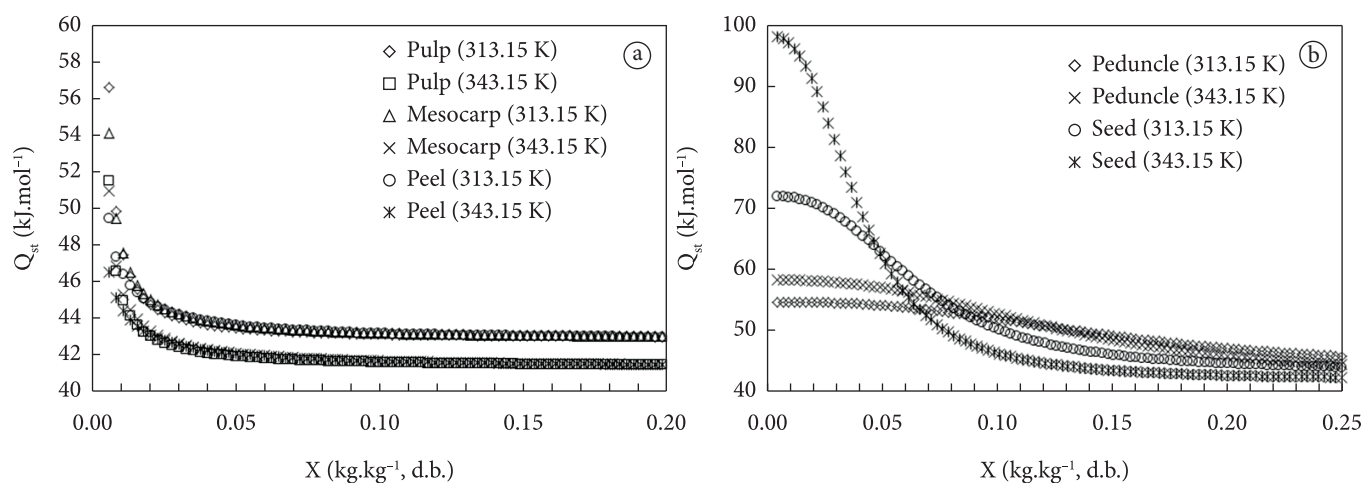 60
58
56
54
52
50
48
46
44
42
40
Q_st (kJ.mol⁻¹)
0.00 0.05 0.10 0.15 0.20
X (kg.kg⁻¹, d.b.)
Pulp (313.15 K)
Pulp (343.15 K)
Mesocarp (313.15 K)
Mesocarp (343.15 K)
Peel (313.15 K)
Peel (343.15 K)
a
100
90
80
70
60
50
40
Q_st (kJ.mol⁻¹)
0.00 0.05 0.10 0.15 0.20 0.25
X (kg.kg⁻¹, d.b.)
Peduncle (313.15 K)
Peduncle (343.15 K)
Seed (313.15 K)
Seed (343.15 K)
b